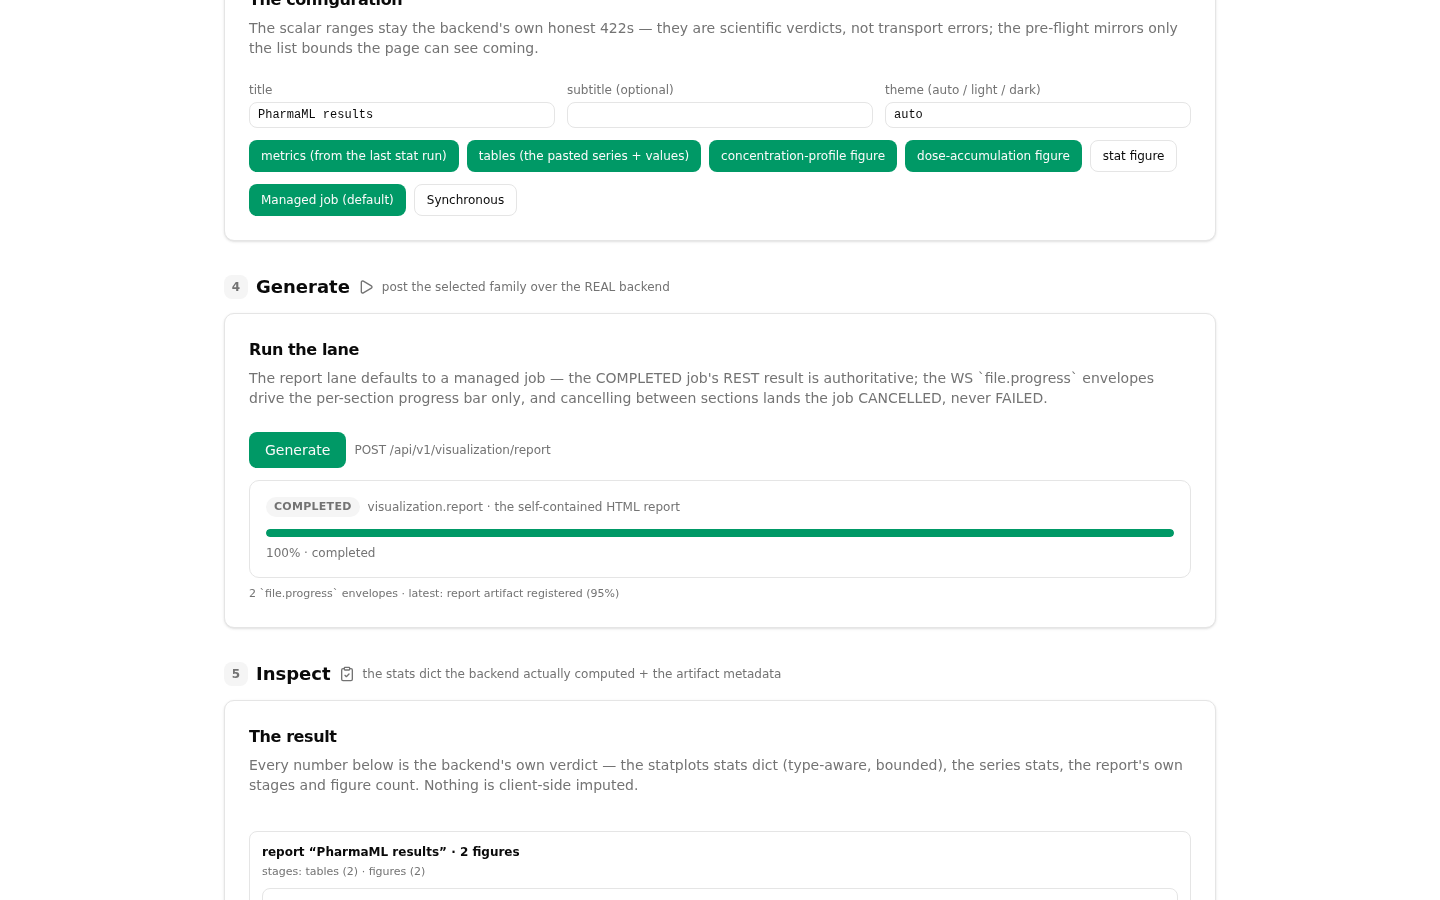 The configuration
The scalar ranges stay the backend's own honest 422s — they are scientific verdicts, not transport errors; the pre-flight mirrors only
the list bounds the page can see coming.
title
subtitle (optional)
theme (auto / light / dark)
PharmaML results
auto
metrics (from the last stat run)
tables (the pasted series + values)
concentration-profile figure
dose-accumulation figure
stat figure
Managed job (default)
Synchronous
4
Generate
post the selected family over the REAL backend
Run the lane
The report lane defaults to a managed job — the COMPLETED job's REST result is authoritative; the WS `file.progress` envelopes
drive the per-section progress bar only, and cancelling between sections lands the job CANCELLED, never FAILED.
Generate
POST /api/v1/visualization/report
COMPLETED
visualization.report · the self-contained HTML report
100% · completed
2 `file.progress` envelopes · latest: report artifact registered (95%)
5
Inspect
the stats dict the backend actually computed + the artifact metadata
The result
Every number below is the backend's own verdict — the statplots stats dict (type-aware, bounded), the series stats, the report's own
stages and figure count. Nothing is client-side imputed.
report “PharmaML results” · 2 figures
stages: tables (2) · figures (2)